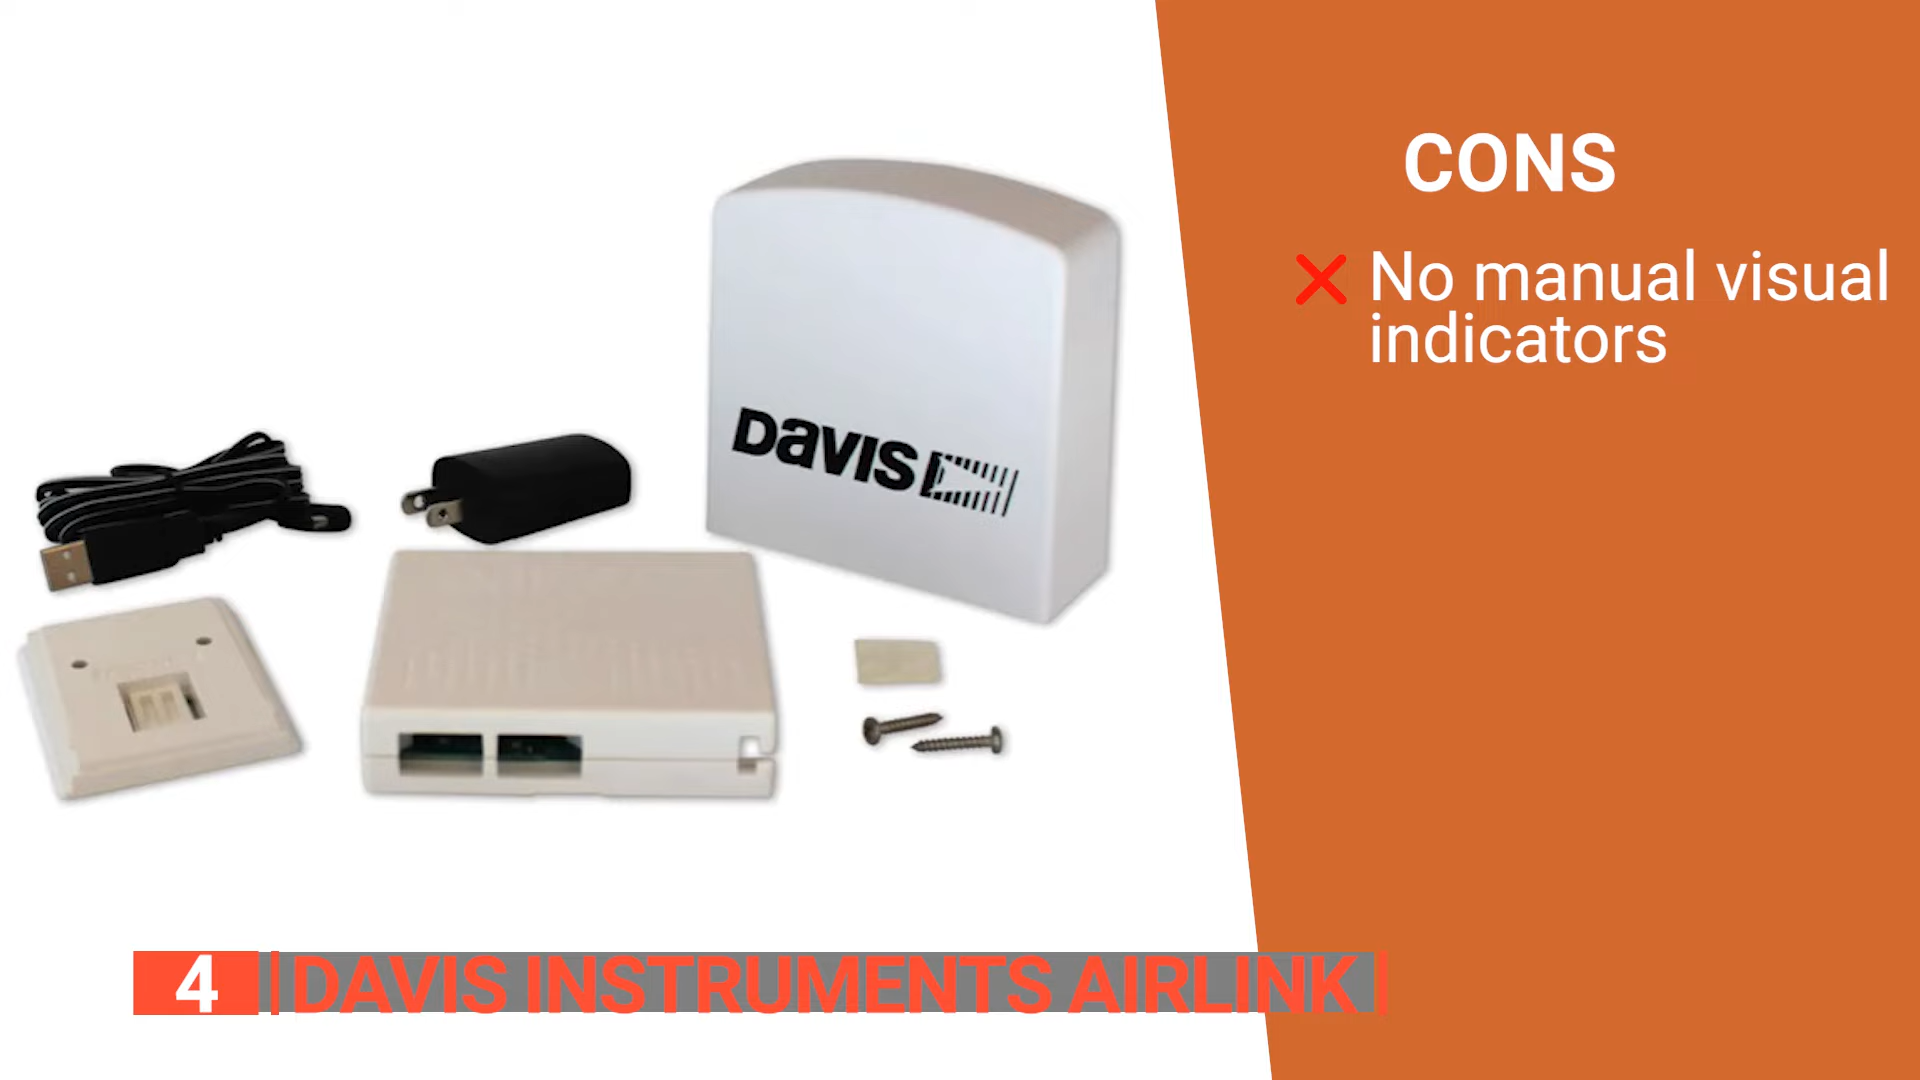 CONS
No manual visual
indicators
DAVIS
4
DAVIS INSTRUMENTS AIRLINK